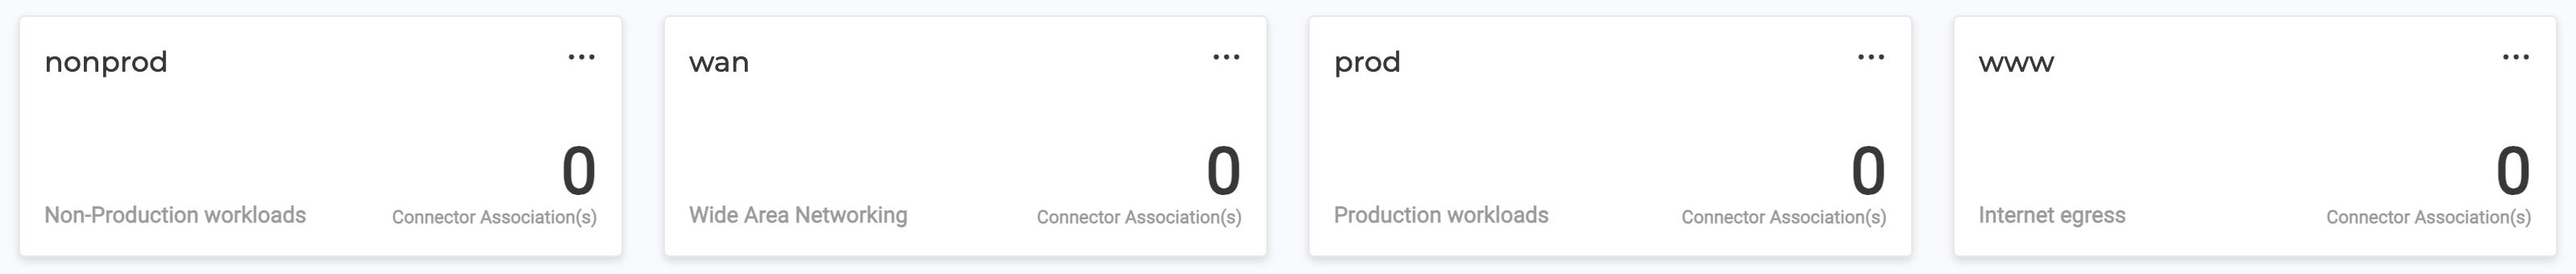 nonprod
...
0
Non-Production workloads Connector Association(s)
wan
...
0
Wide Area Networking Connector Association(s)
prod
...
0
Production workloads Connector Association(s)
www
...
0
Internet egress Connector Association(s)